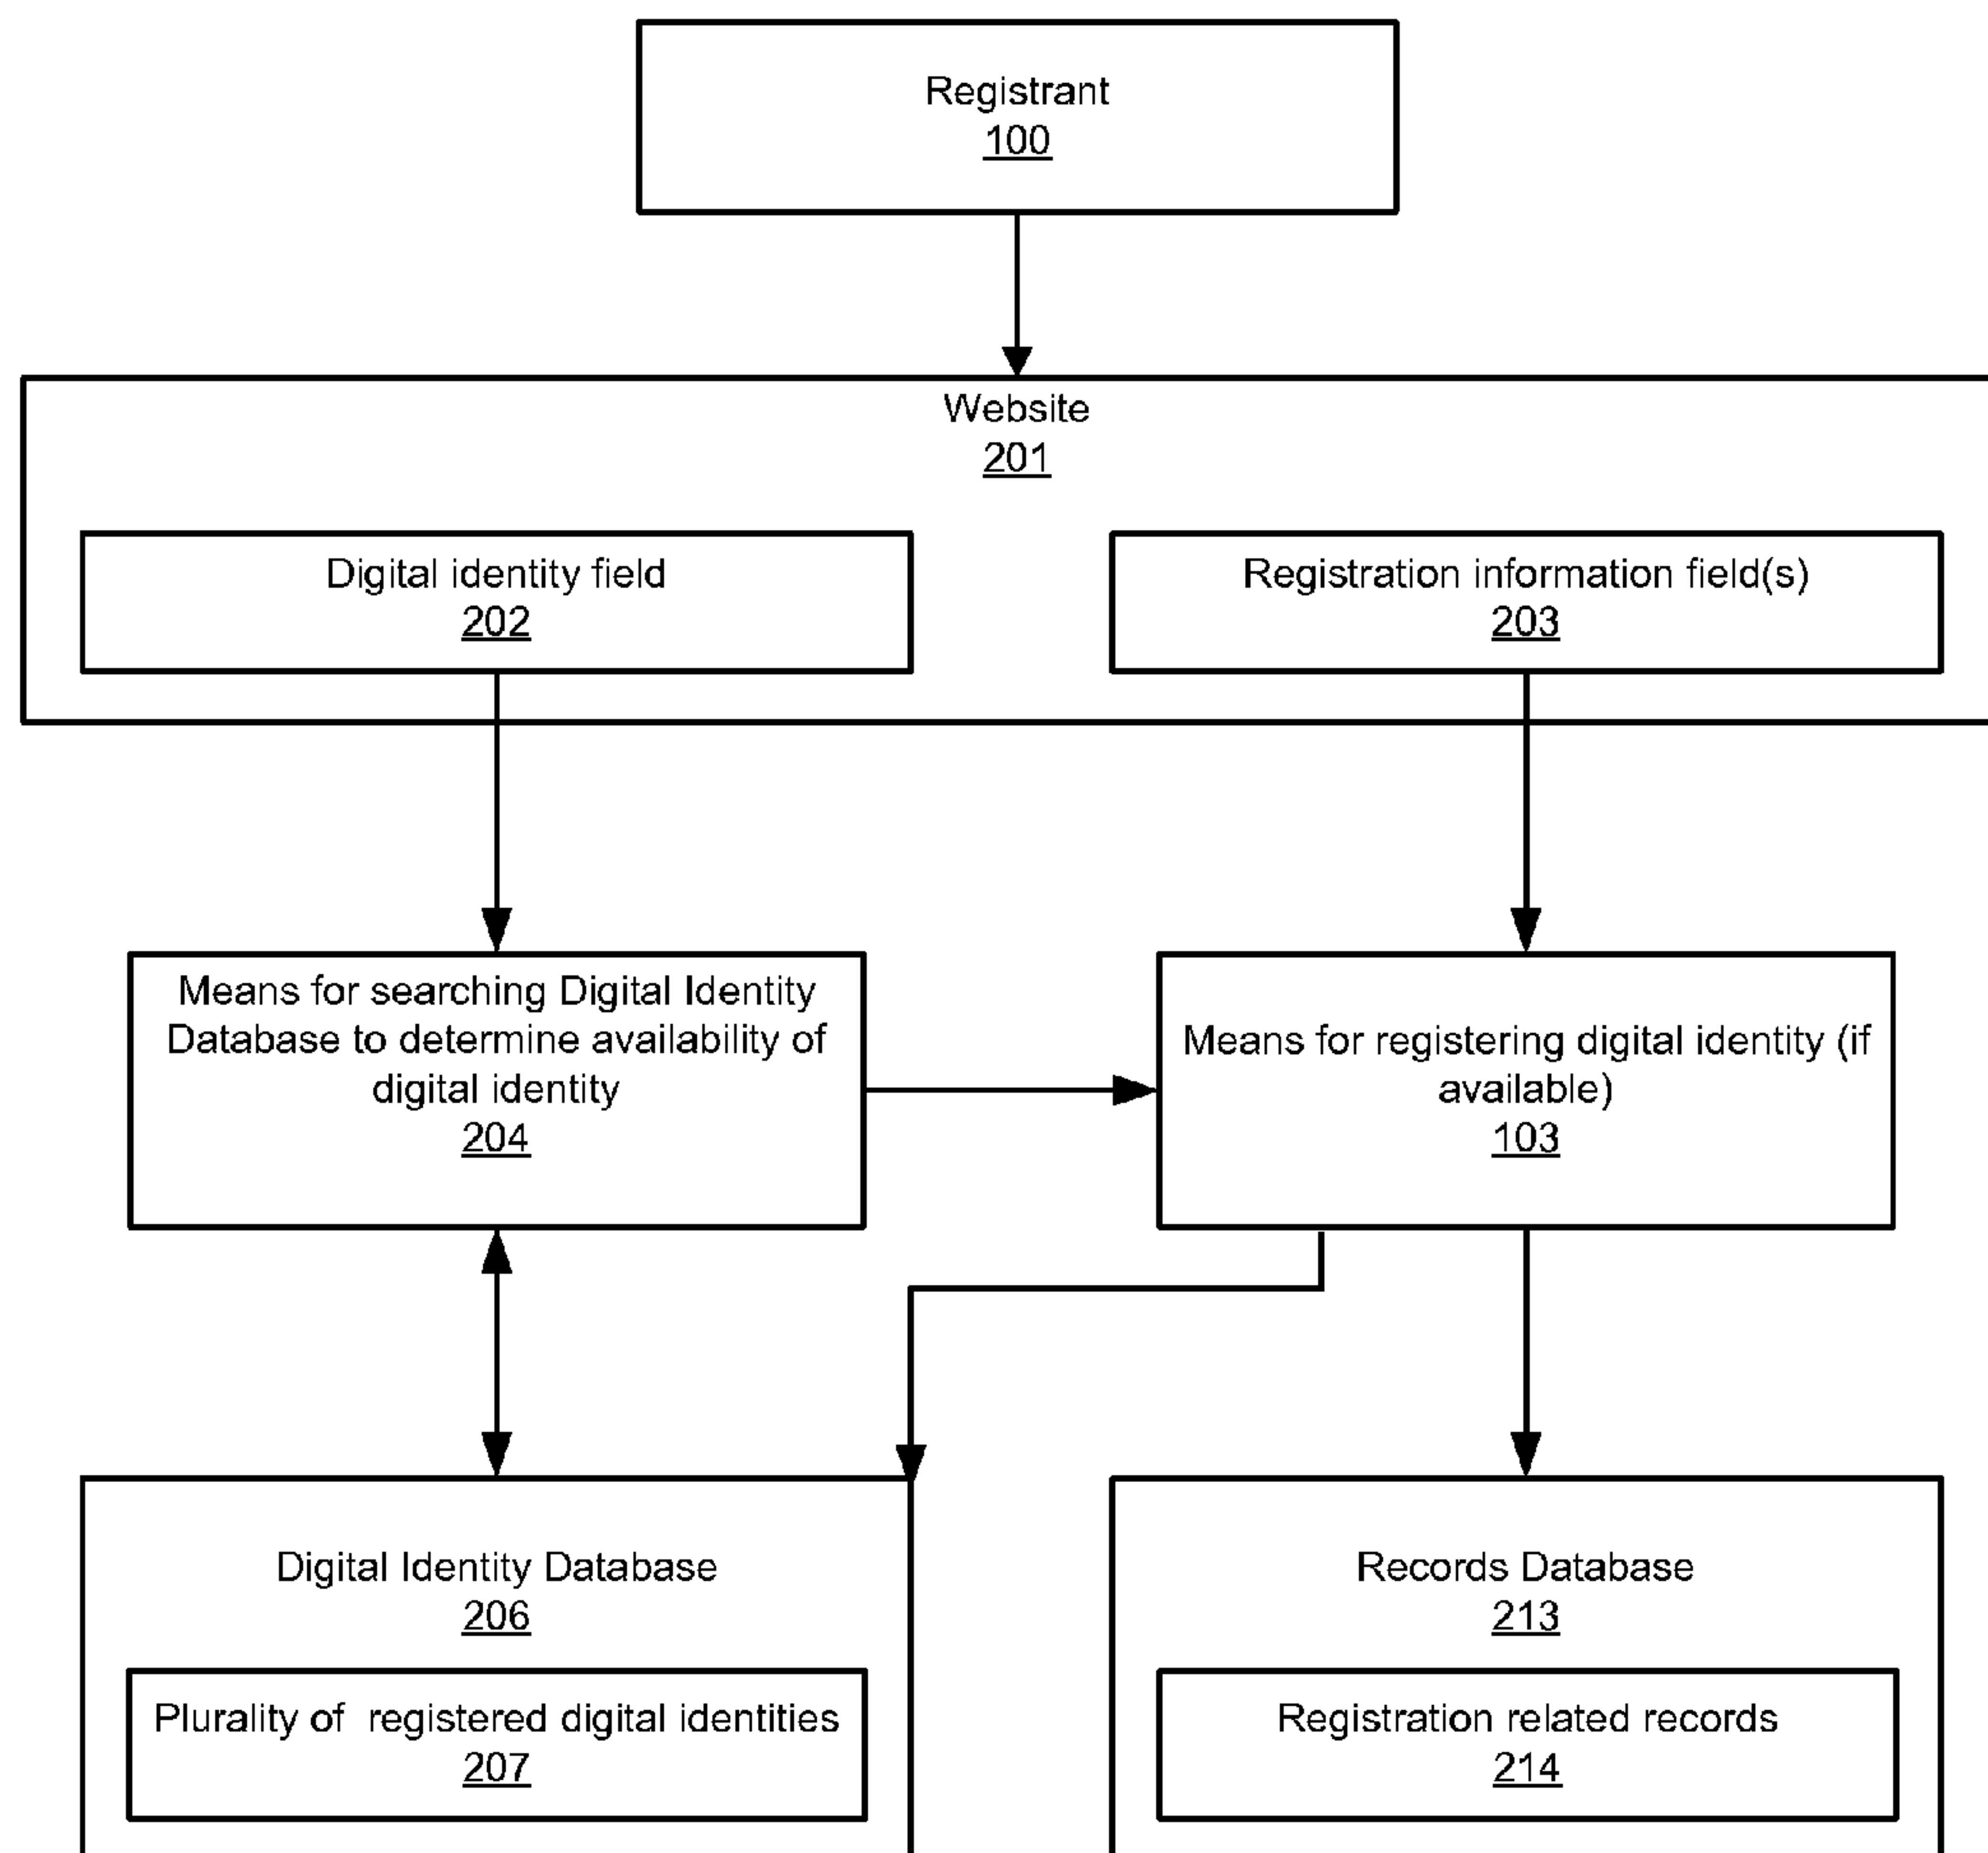 Registrant
100
Website
201
Digital identity field
202
Registration information field(s)
203
Means for searching Digital Identity
Database to determine availability of
digital identity
204
Means for registering digital identity (if
available)
103
Digital Identity Database
206
Plurality of registered digital identities
207
Records Database
213
Registration related records
214